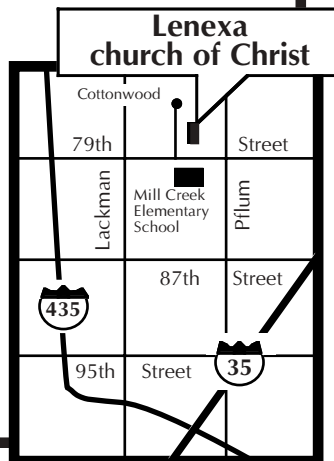 Lenexa
church of Christ
Cottonwood
79th Street
Lackman
Mill Creek
Elementary
School
Pflum
87th Street
435
35
95th Street